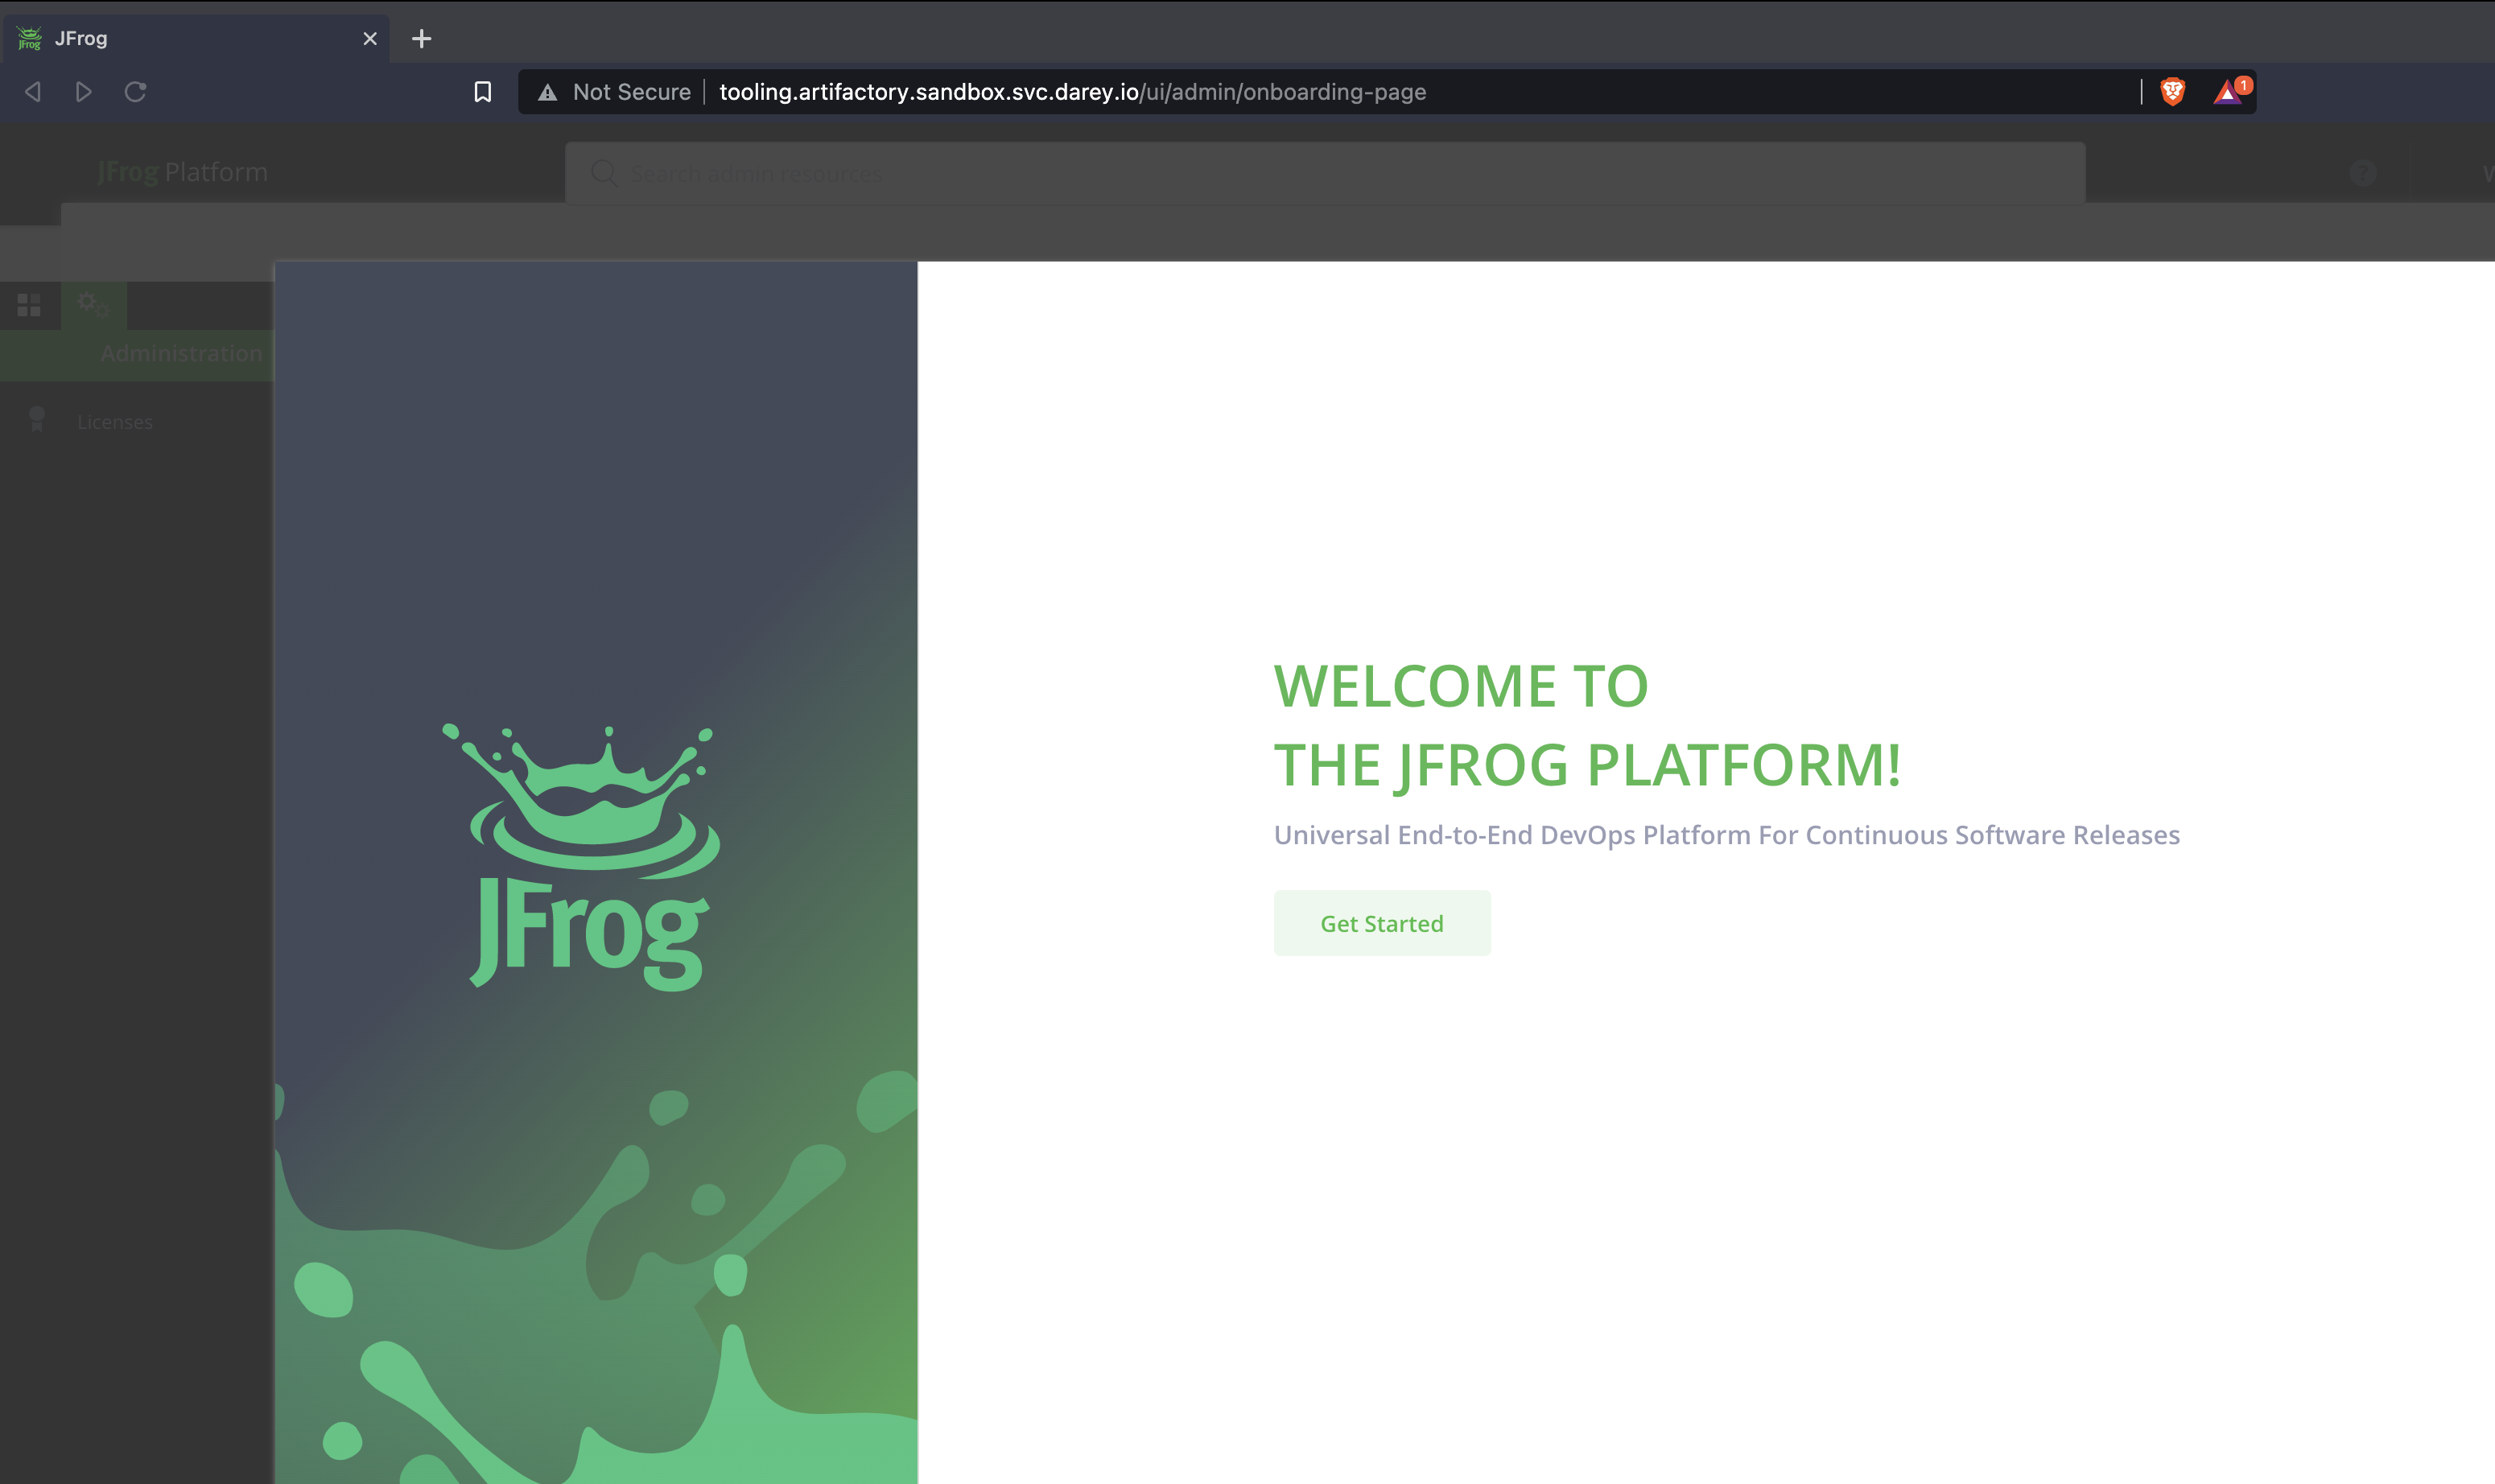 JFrog
Not Secure
tooling.artifactory.sandbox.svc.darey.io/ui/admin/onboarding-page
1
JFrog Platform
Search admin resources
?
Administration
Licenses
JFrog
WELCOME TO
THE JFROG PLATFORM!
Universal End-to-End DevOps Platform For Continuous Software Releases
Get Started